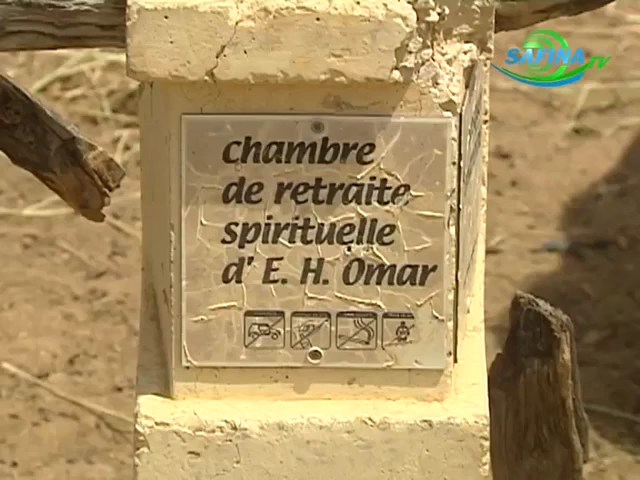 SAFINA TV
chambre
de retraite
spirituelle
d' E. H. Omar